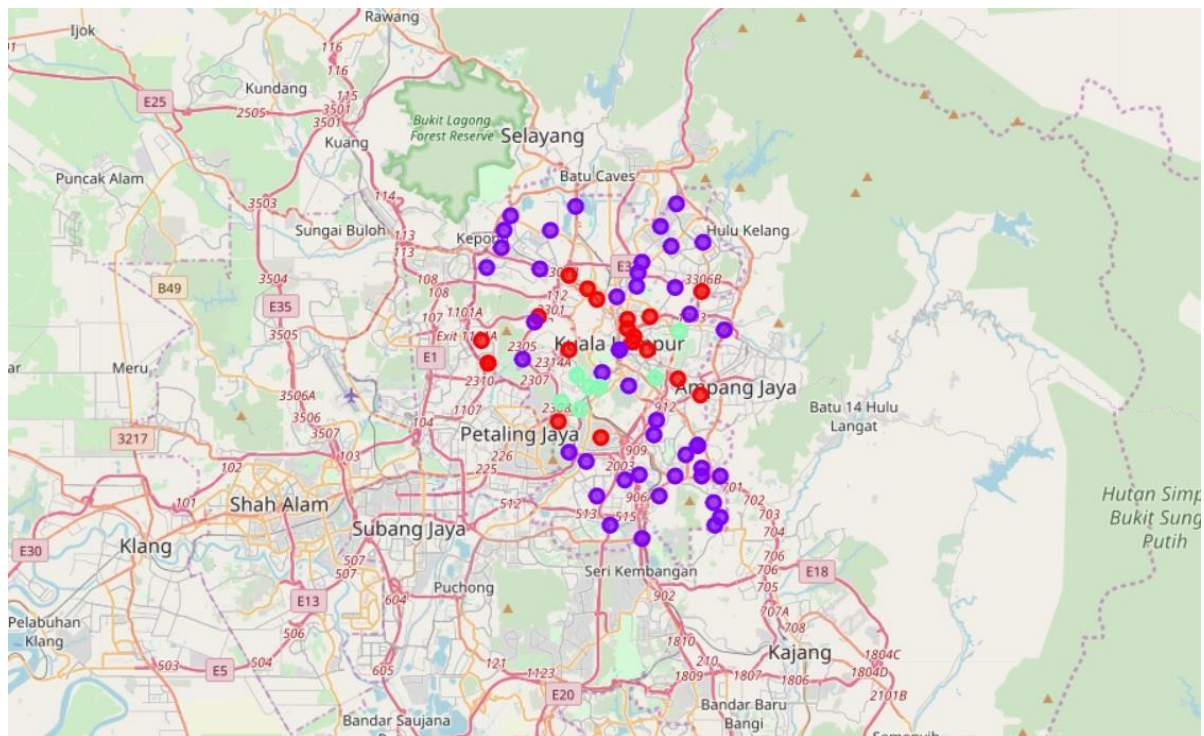 Rawang
Ijok
116
Kundang
116
E25
115
3501
2505
3501
Bukit Lagong
Forest Reserve
Selayang
Kuang
Batu Caves
Puncak Alam
114
3503
Sungai Buloh
113
113
Hulu Kelang
108
3306B
B49
3504
108
112
E35
1101A
107
3505
2305
Kuala
E1
2314A
Meru
2310
2307
Ampang Jaya
3506A
1107
912
104
Batu 14 Hulu
Langat
3506
3507
3217
Petaling Jaya
909
103
102
225
2003
226
701
101
Shah Alam
906A
702
512
Hutan Simp
703
Bukit Sung
Putih
513
515
704
Subang Jaya
E30
Klang
507
706
Seri Kembangan
507
706
E18
Puchong
705
604
902
E13
707A
Pelabuhan
Klang
506
708
1810
Kajang
1804C
503
504
605
121
210
E5
1123
1809
1807
1806
1804D
E20
2101B
Bandar Baru
Bangi
Bandar Saujana